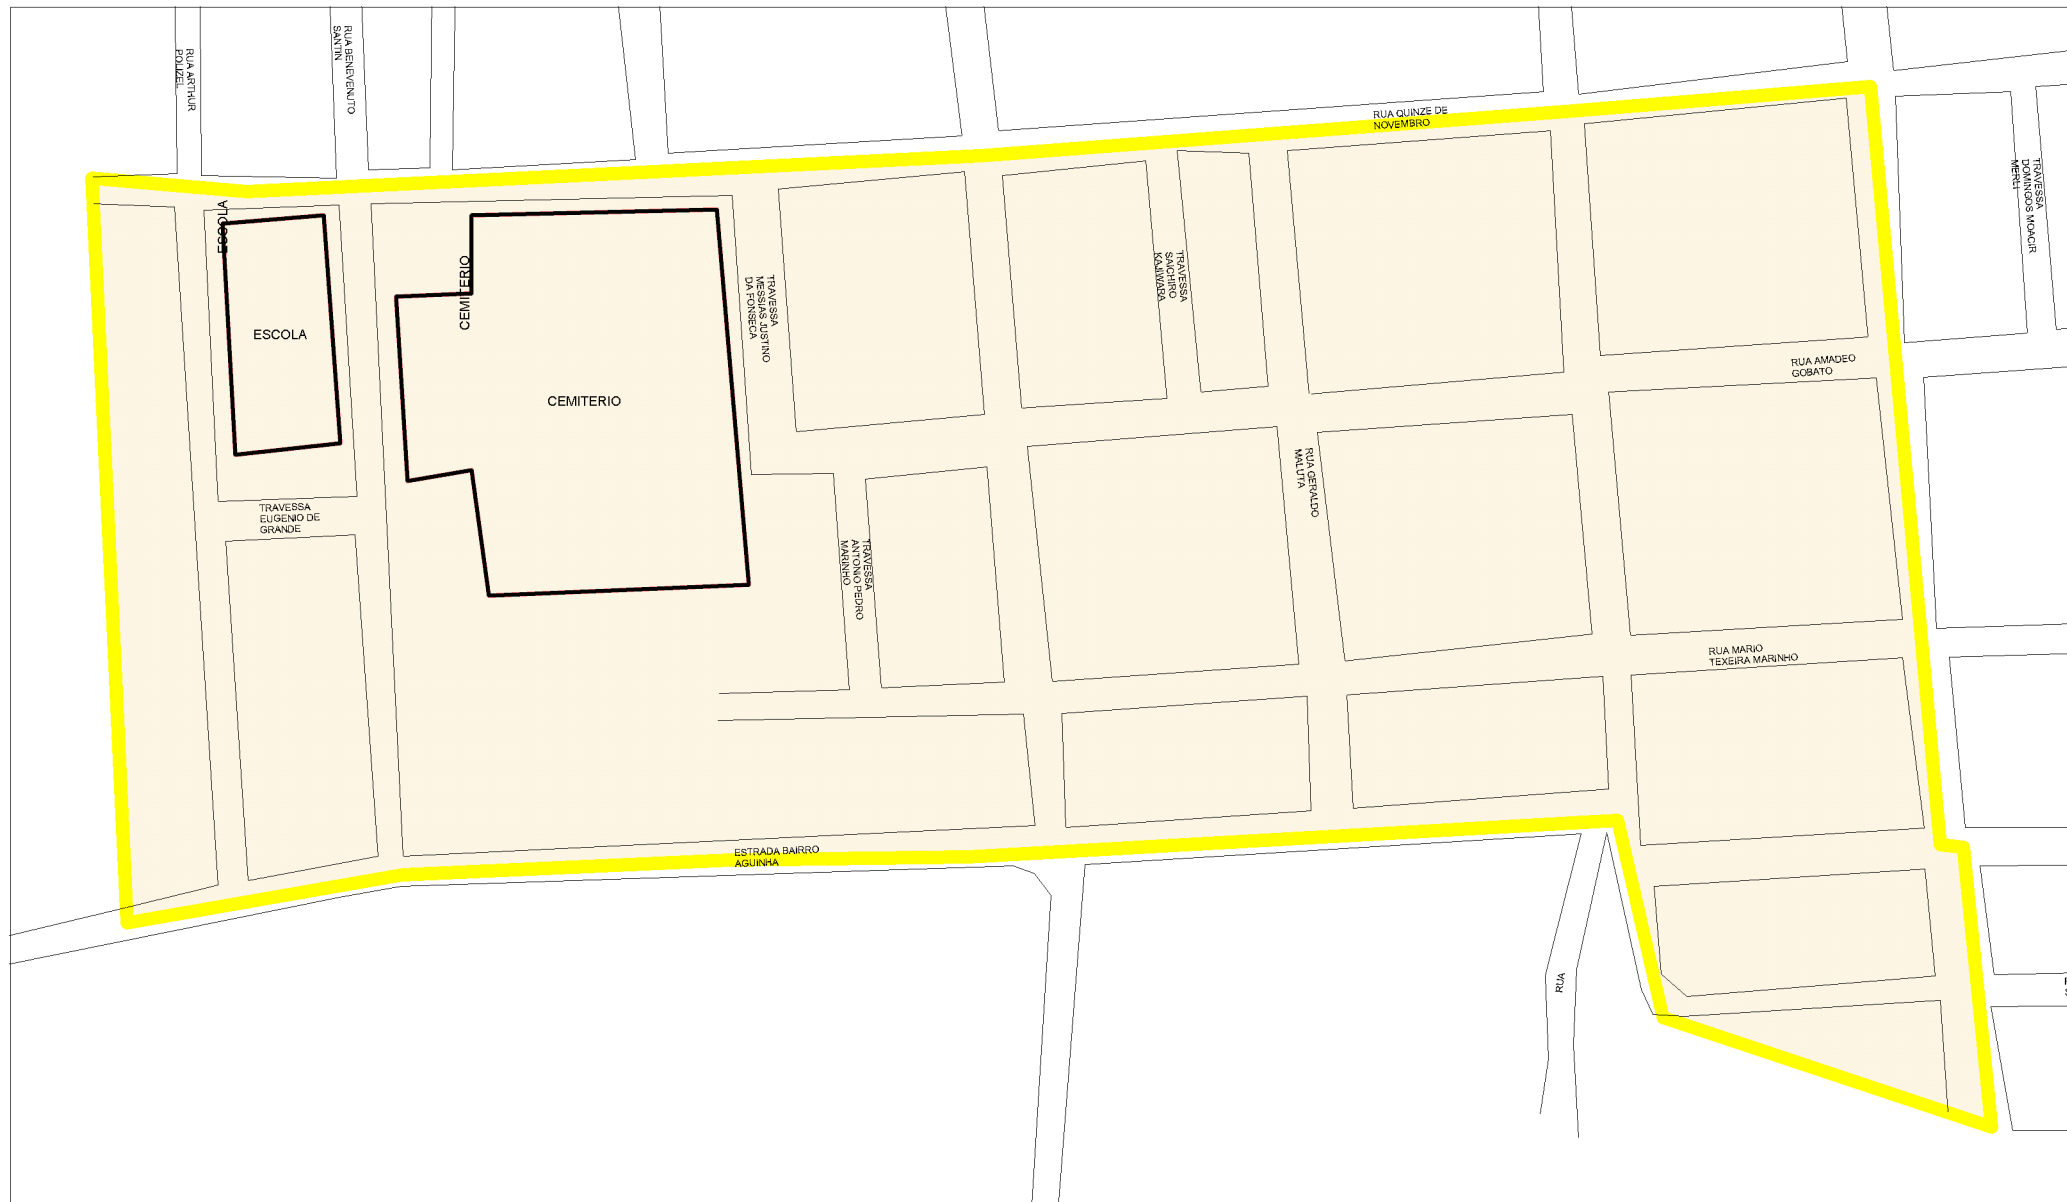 RUA ARTHUR
POLIZEL
RUA BENEVENUTO
SANTIN
RUA QUINZE DE
NOVEMBRO
TRAVESSA
DOMINGOS MOACIR
MERLI
ESCOLA
ESCOLA
CEMITERIO
CEMITERIO
TRAVESSA
MESSIAS JUSTINO
DA FONSECA
TRAVESSA
SAICHIRO
KAJIWARA
RUA AMADEO
GOBATO
RUA GERALDO
MALUTA
TRAVESSA
EUGENIO DE
GRANDE
TRAVESSA
ANTONIO PEDRO
MARINHO
RUA MARIO
TEXEIRA MARINHO
ESTRADA BAIRRO
AGUINHA
RUA